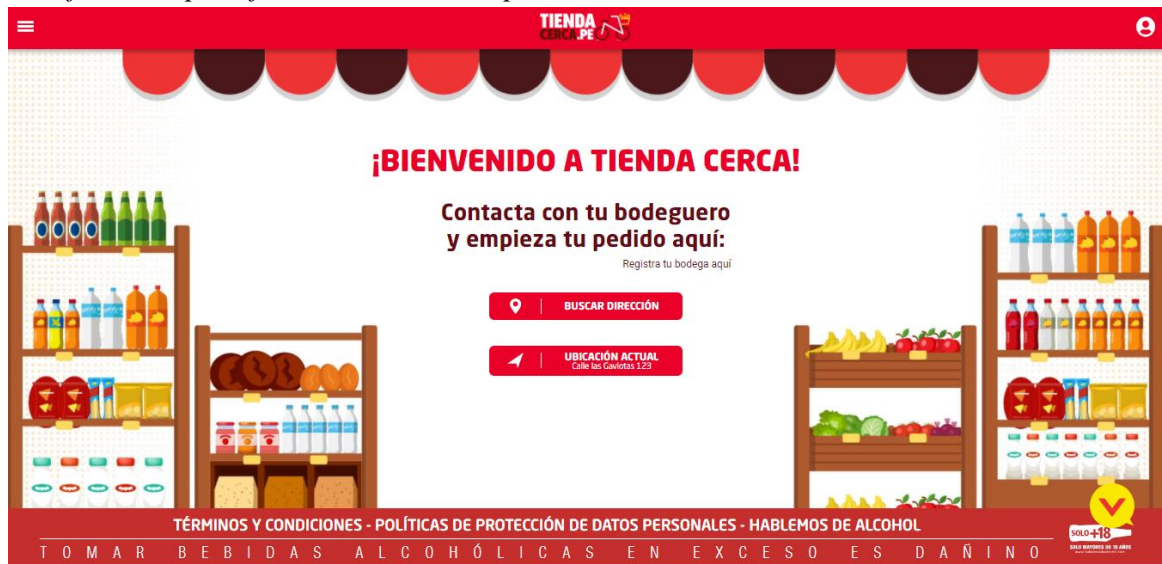 TIENDA
CERCA.PE
¡BIENVENIDO A TIENDA CERCA!
Contacta con tu bodeguero
y empieza tu pedido aquí:
Registra tu bodega aquí
BUSCAR DIRECCIÓN
UBICACIÓN ACTUAL
Calle las Gaviotas 123
TÉRMINOS Y CONDICIONES - POLÍTICAS DE PROTECCIÓN DE DATOS PERSONALES - HABLEMOS DE ALCOHOL
SOLO +18
SOLO MAYORES DE 18 AÑOS
TOMAR BEBIDAS ALCOHÓLICAS EN EXCESO ES DAÑINO